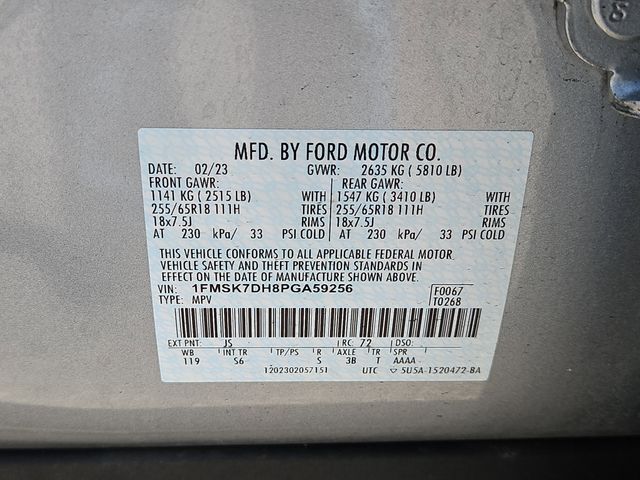 MFD. BY FORD MOTOR CO.
DATE: 02/23 GVWR: 2635 KG ( 5810 LB)
FRONT GAWR: REAR GAWR:
1141 KG ( 2515 LB) WITH 1547 KG ( 3410 LB) WITH
255/65R18 111H TIRES 255/65R18 111H TIRES
18x7.5J RIMS 18x7.5J RIMS
AT 230 kPa/ 33 PSI COLD AT 230 kPa/ 33 PSI COLD
THIS VEHICLE CONFORMS TO ALL APPLICABLE FEDERAL MOTOR
VEHICLE SAFETY AND THEFT PREVENTION STANDARDS IN
EFFECT ON THE DATE OF MANUFACTURE SHOWN ABOVE.
VIN: 1FMSK7DH8PGA59256 F0067
TYPE: MPV T0268
EXT PNT: JS RC: 72 DSO:
WB INT TR TP/PS R AXLE TR SPR
119 S6 S 3B T AAAA
1202302057151 UTC ▽ 5U5A-1520472-BA